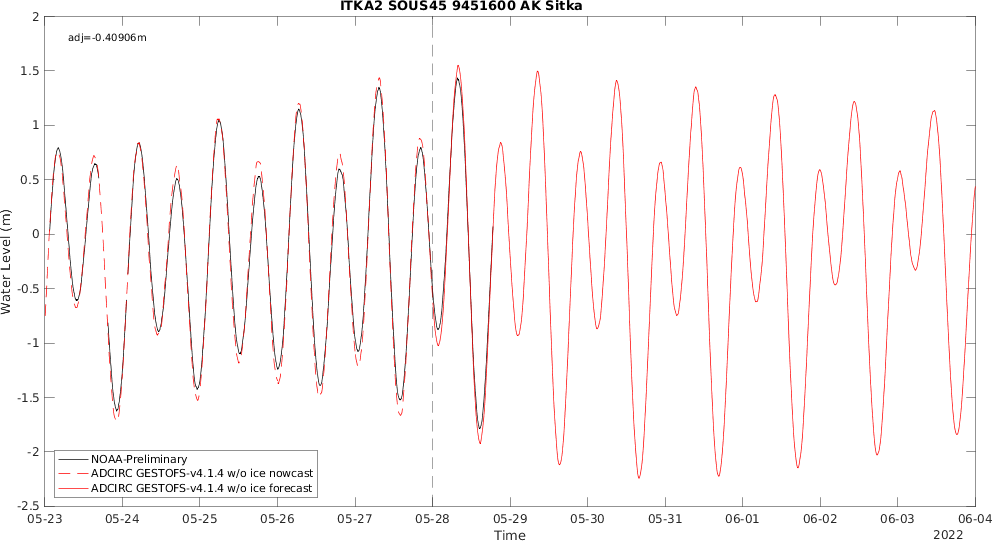 ITKA2 SOUS45 9451600 AK Sitka
adj=-0.40906m
2
1.5
1
0.5
0
-0.5
-1
-1.5
-2
-2.5
Water Level (m)
NOAA-Preliminary
ADCIRC GESTOFS-v4.1.4 w/o ice nowcast
ADCIRC GESTOFS-v4.1.4 w/o ice forecast
05-23 05-24 05-25 05-26 05-27 05-28 05-29 05-30 05-31 06-01 06-02 06-03 06-04
Time
2022